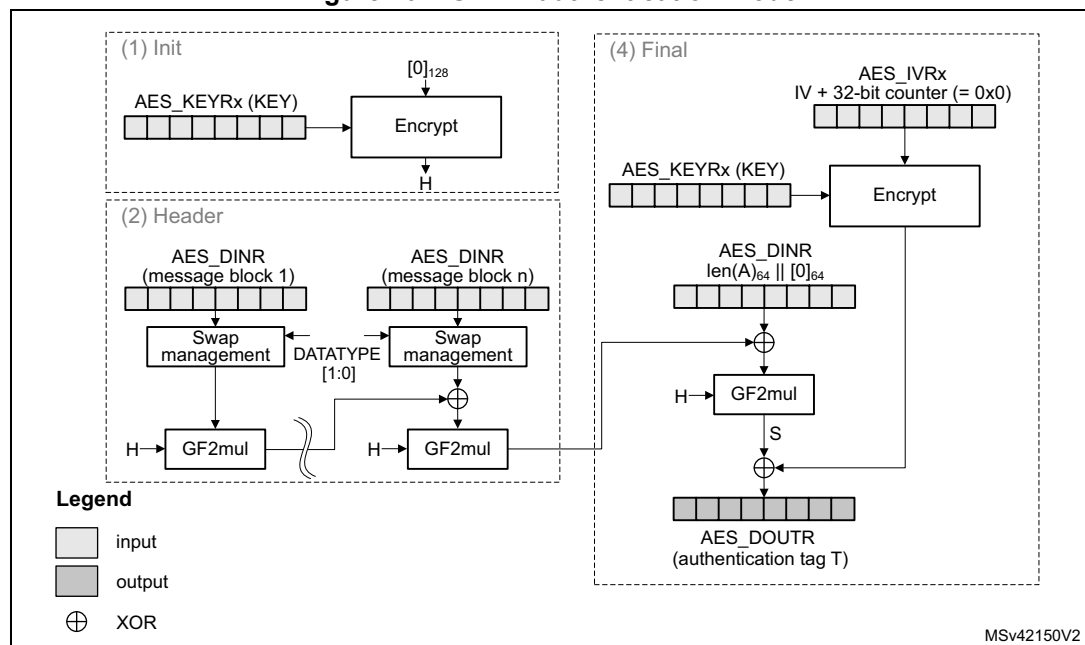 (1) Init
[0]128
AES_KEYRx (KEY)
Encrypt
H
(2) Header
AES_DINR
(message block 1)
AES_DINR
(message block n)
Swap
management
DATATYPE
[1:0]
Swap
management
H
GF2mul
H
GF2mul
(4) Final
AES_IVRx
IV + 32-bit counter (= 0x0)
AES_KEYRx (KEY)
Encrypt
AES_DINR
len(A)64 || [0]64
H
GF2mul
S
AES_DOUTR
(authentication tag T)
Legend
input
output
XOR
MSv42150V2